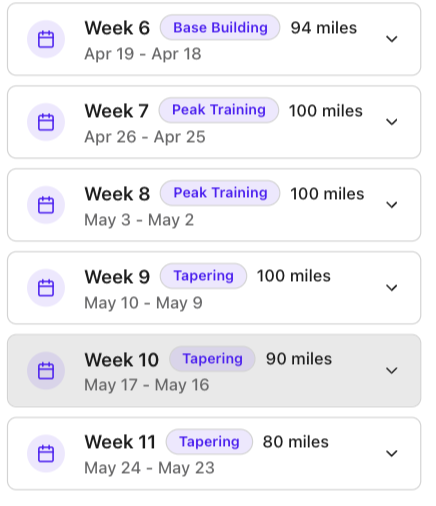 Week 6 Base Building 94 miles
Apr 19 - Apr 18
Week 7 Peak Training 100 miles
Apr 26 - Apr 25
Week 8 Peak Training 100 miles
May 3 - May 2
Week 9 Tapering 100 miles
May 10 - May 9
Week 10 Tapering 90 miles
May 17 - May 16
Week 11 Tapering 80 miles
May 24 - May 23